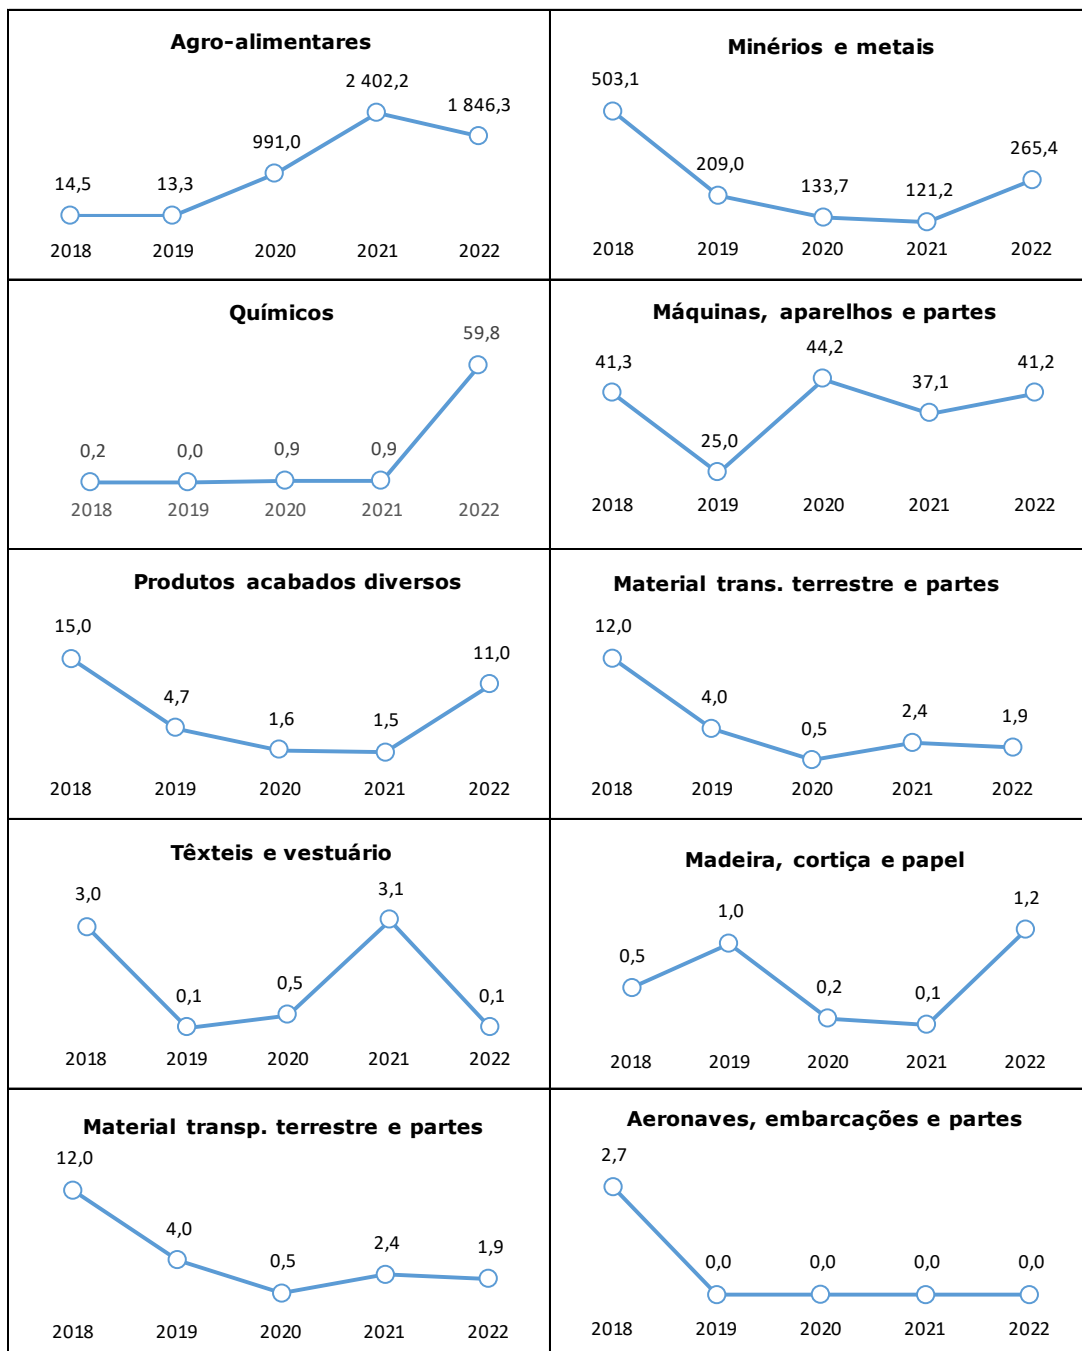 Agro-alimentares
14,5 13,3 991,0 2 402,2 1 846,3
2018 2019 2020 2021 2022
Minérios e metais
503,1 209,0 133,7 121,2 265,4
2018 2019 2020 2021 2022
Químicos
0,2 0,0 0,9 0,9 59,8
2018 2019 2020 2021 2022
Máquinas, aparelhos e partes
41,3 25,0 44,2 37,1 41,2
2018 2019 2020 2021 2022
Produtos acabados diversos
15,0 4,7 1,6 1,5 11,0
2018 2019 2020 2021 2022
Material trans. terrestre e partes
12,0 4,0 0,5 2,4 1,9
2018 2019 2020 2021 2022
Têxteis e vestuário
3,0 0,1 0,5 3,1 0,1
2018 2019 2020 2021 2022
Madeira, cortiça e papel
0,5 1,0 0,2 0,1 1,2
2018 2019 2020 2021 2022
Material transp. terrestre e partes
12,0 4,0 0,5 2,4 1,9
2018 2019 2020 2021 2022
Aeronaves, embarcações e partes
2,7 0,0 0,0 0,0 0,0
2018 2019 2020 2021 2022